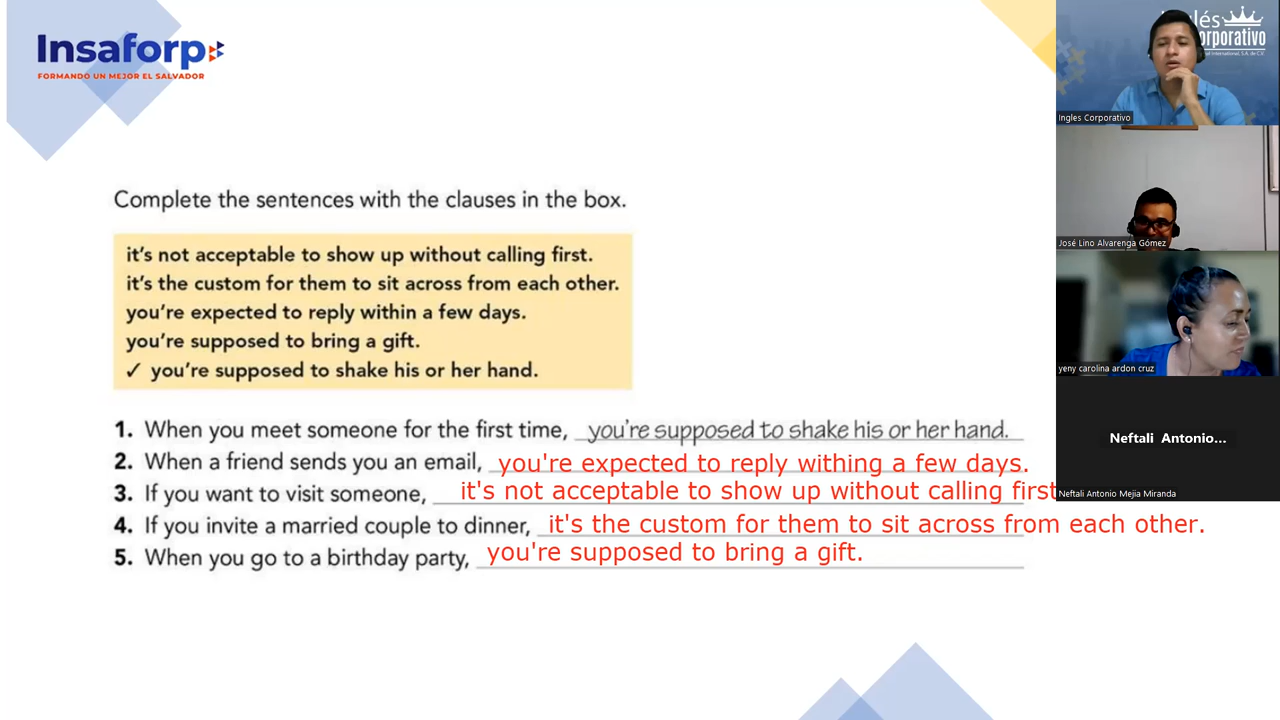 Insaforp
FORMANDO UN MEJOR EL SALVADOR
Complete the sentences with the clauses in the box.
it's not acceptable to show up without calling first.
it's the custom for them to sit across from each other.
you're expected to reply within a few days.
you're supposed to bring a gift.
✓ you're supposed to shake his or her hand.
1. When you meet someone for the first time, you're supposed to shake his or her hand.
2. When a friend sends you an email, you're expected to reply withing a few days.
3. If you want to visit someone, it's not acceptable to show up without calling first
4. If you invite a married couple to dinner, it's the custom for them to sit across from each other.
5. When you go to a birthday party, you're supposed to bring a gift.
Ingles Corporativo
José Lino Alvarenga Gómez
yeny carolina ardon cruz
Neftali Antonio...
Neftali Antonio Mejia Miranda